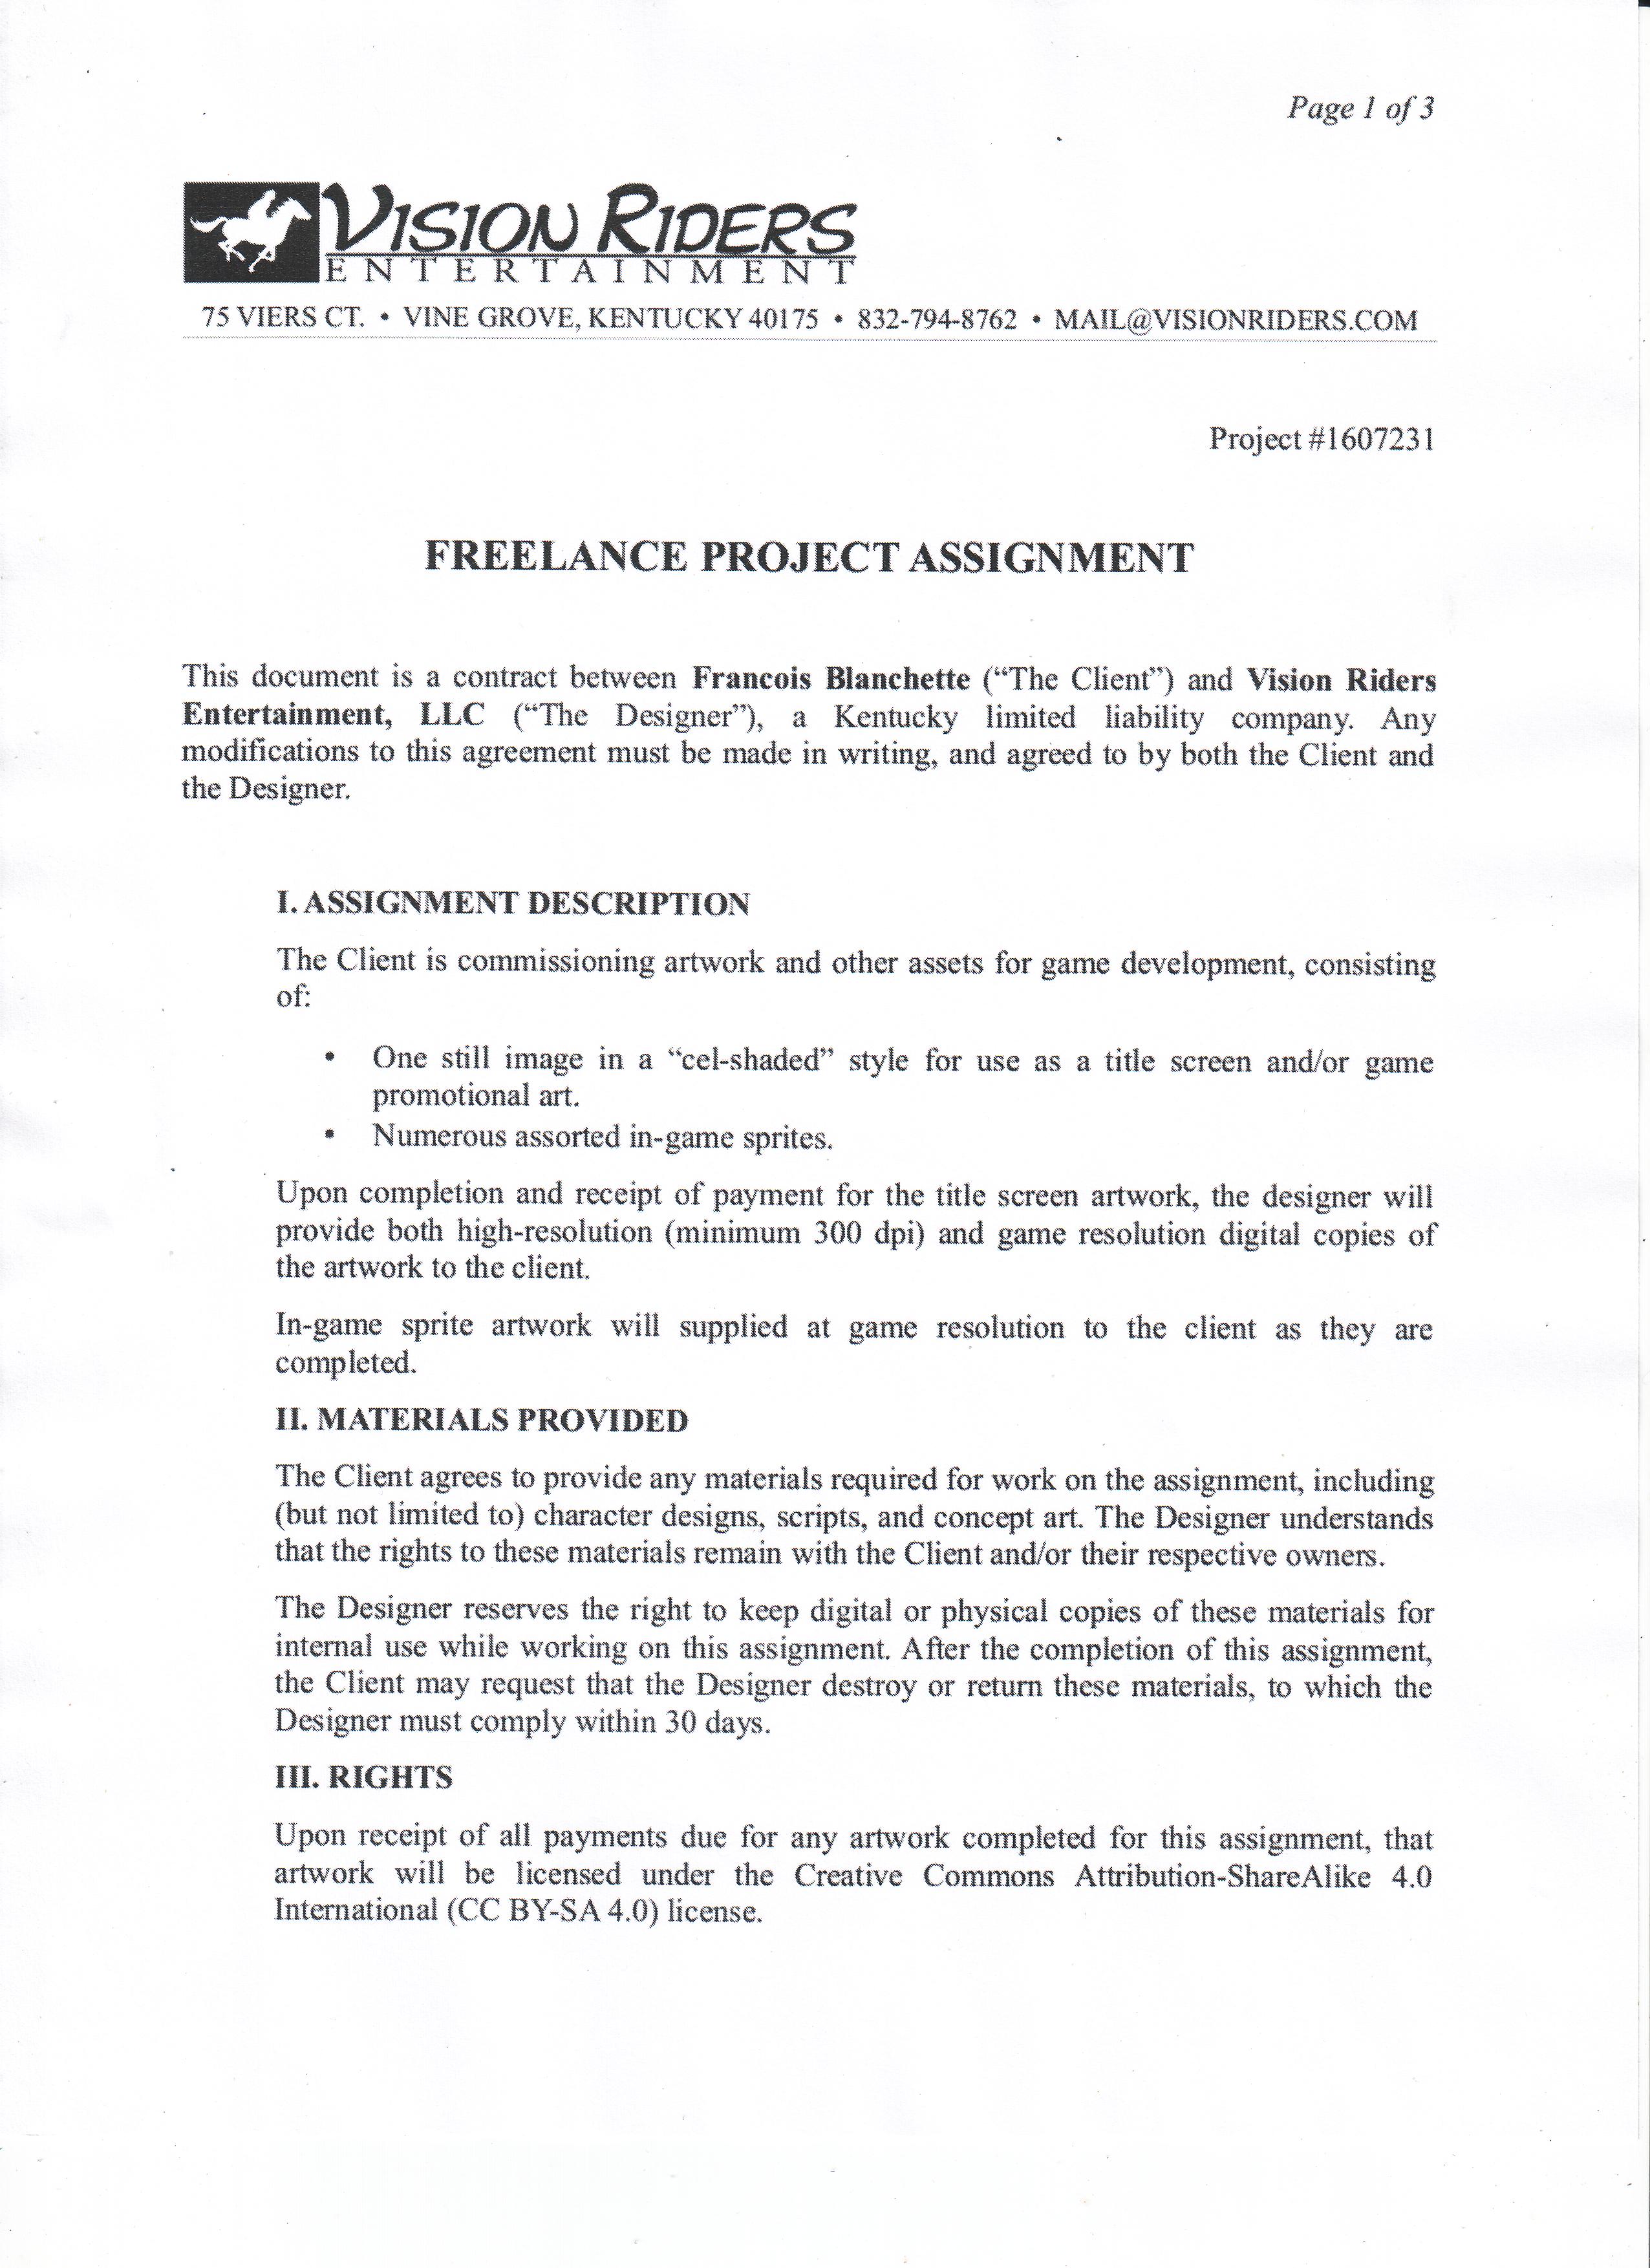 Page 1 of 3
VISION RIDERS
ENTERTAINMENT
75 VIERS CT. • VINE GROVE, KENTUCKY 40175 • 832-794-8762 • MAIL@VISIONRIDERS.COM
Project #1607231
FREELANCE PROJECT ASSIGNMENT
This document is a contract between Francois Blanchette (“The Client”) and Vision Riders
Entertainment, LLC (“The Designer”), a Kentucky limited liability company. Any
modifications to this agreement must be made in writing, and agreed to by both the Client and
the Designer.
I. ASSIGNMENT DESCRIPTION
The Client is commissioning artwork and other assets for game development, consisting
of:
• One still image in a “cel-shaded” style for use as a title screen and/or game
promotional art.
• Numerous assorted in-game sprites.
Upon completion and receipt of payment for the title screen artwork, the designer will
provide both high-resolution (minimum 300 dpi) and game resolution digital copies of
the artwork to the client.
In-game sprite artwork will supplied at game resolution to the client as they are
completed.
II. MATERIALS PROVIDED
The Client agrees to provide any materials required for work on the assignment, including
(but not limited to) character designs, scripts, and concept art. The Designer understands
that the rights to these materials remain with the Client and/or their respective owners.
The Designer reserves the right to keep digital or physical copies of these materials for
internal use while working on this assignment. After the completion of this assignment,
the Client may request that the Designer destroy or return these materials, to which the
Designer must comply within 30 days.
III. RIGHTS
Upon receipt of all payments due for any artwork completed for this assignment, that
artwork will be licensed under the Creative Commons Attribution-ShareAlike 4.0
International (CC BY-SA 4.0) license.